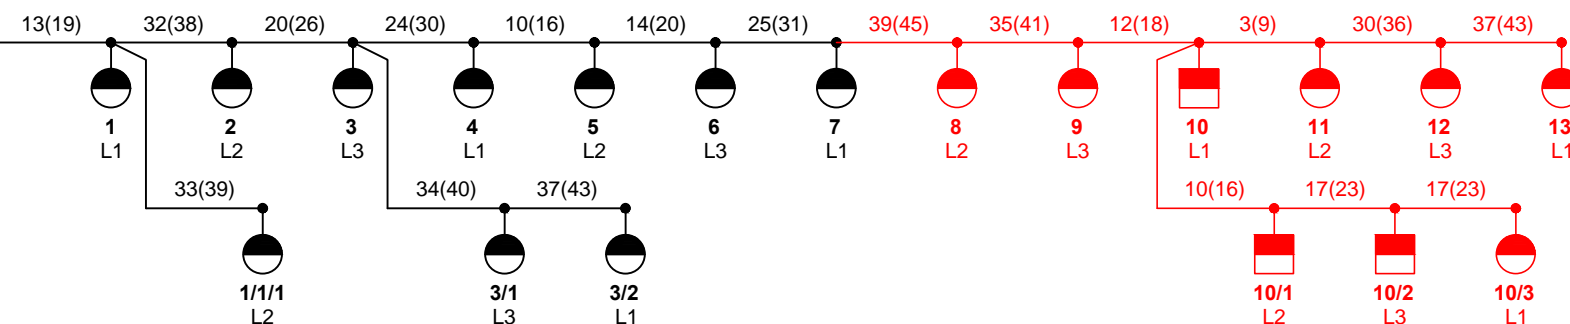 13(19) 32(38) 20(26) 24(30) 10(16) 14(20) 25(31) 39(45) 35(41) 12(18) 3(9) 30(36) 37(43)
1 2 3 4 5 6 7 8 9 10 11 12 13
L1 L2 L3 L1 L2 L3 L1 L2 L3 L1 L2 L3 L1
33(39) 34(40) 37(43) 10(16) 17(23) 17(23)
1/1/1 3/1 3/2 10/1 10/2 10/3
L2 L3 L1 L2 L3 L1